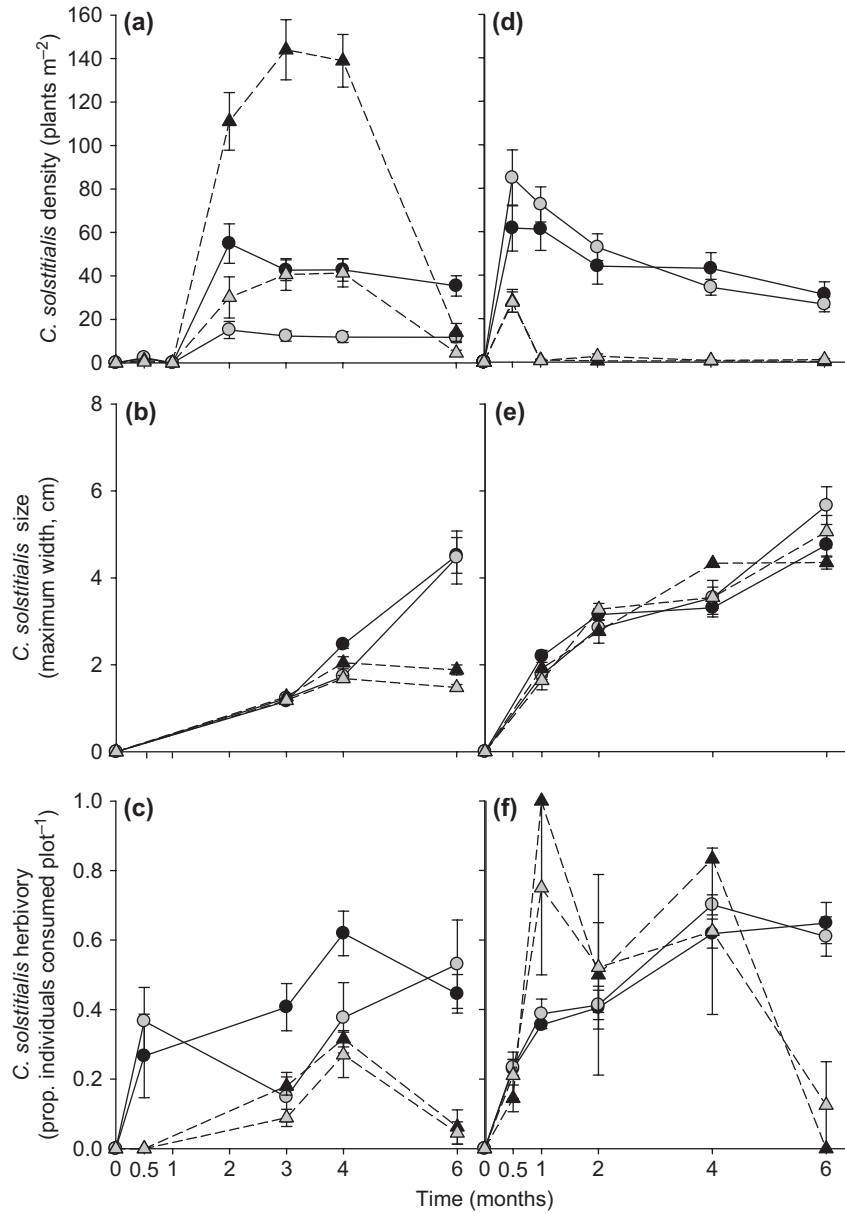 (a)
(d)
160
140
120
100
80
60
40
20
0
C. solstitialis density (plants m⁻²)
(b)
(e)
8
6
4
2
0
C. solstitialis size
(maximum width, cm)
(c)
(f)
1.0
0.8
0.6
0.4
0.2
0.0
C. solstitialis herbivory
(prop. individuals consumed plot⁻¹)
0 0.5 1 2 3 4 6
0 0.5 1 2 4 6
Time (months)